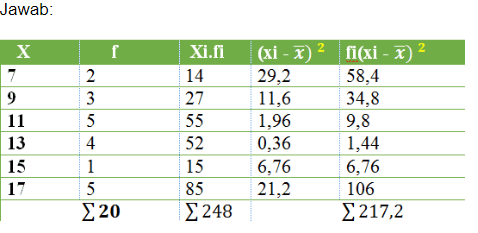 Jawab:
X f Xi.fi (xi - x̅) ² fi(xi - x̅) ²
7 2 14 29,2 58,4
9 3 27 11,6 34,8
11 5 55 1,96 9,8
13 4 52 0,36 1,44
15 1 15 6,76 6,76
17 5 85 21,2 106
∑20 ∑248 ∑217,2